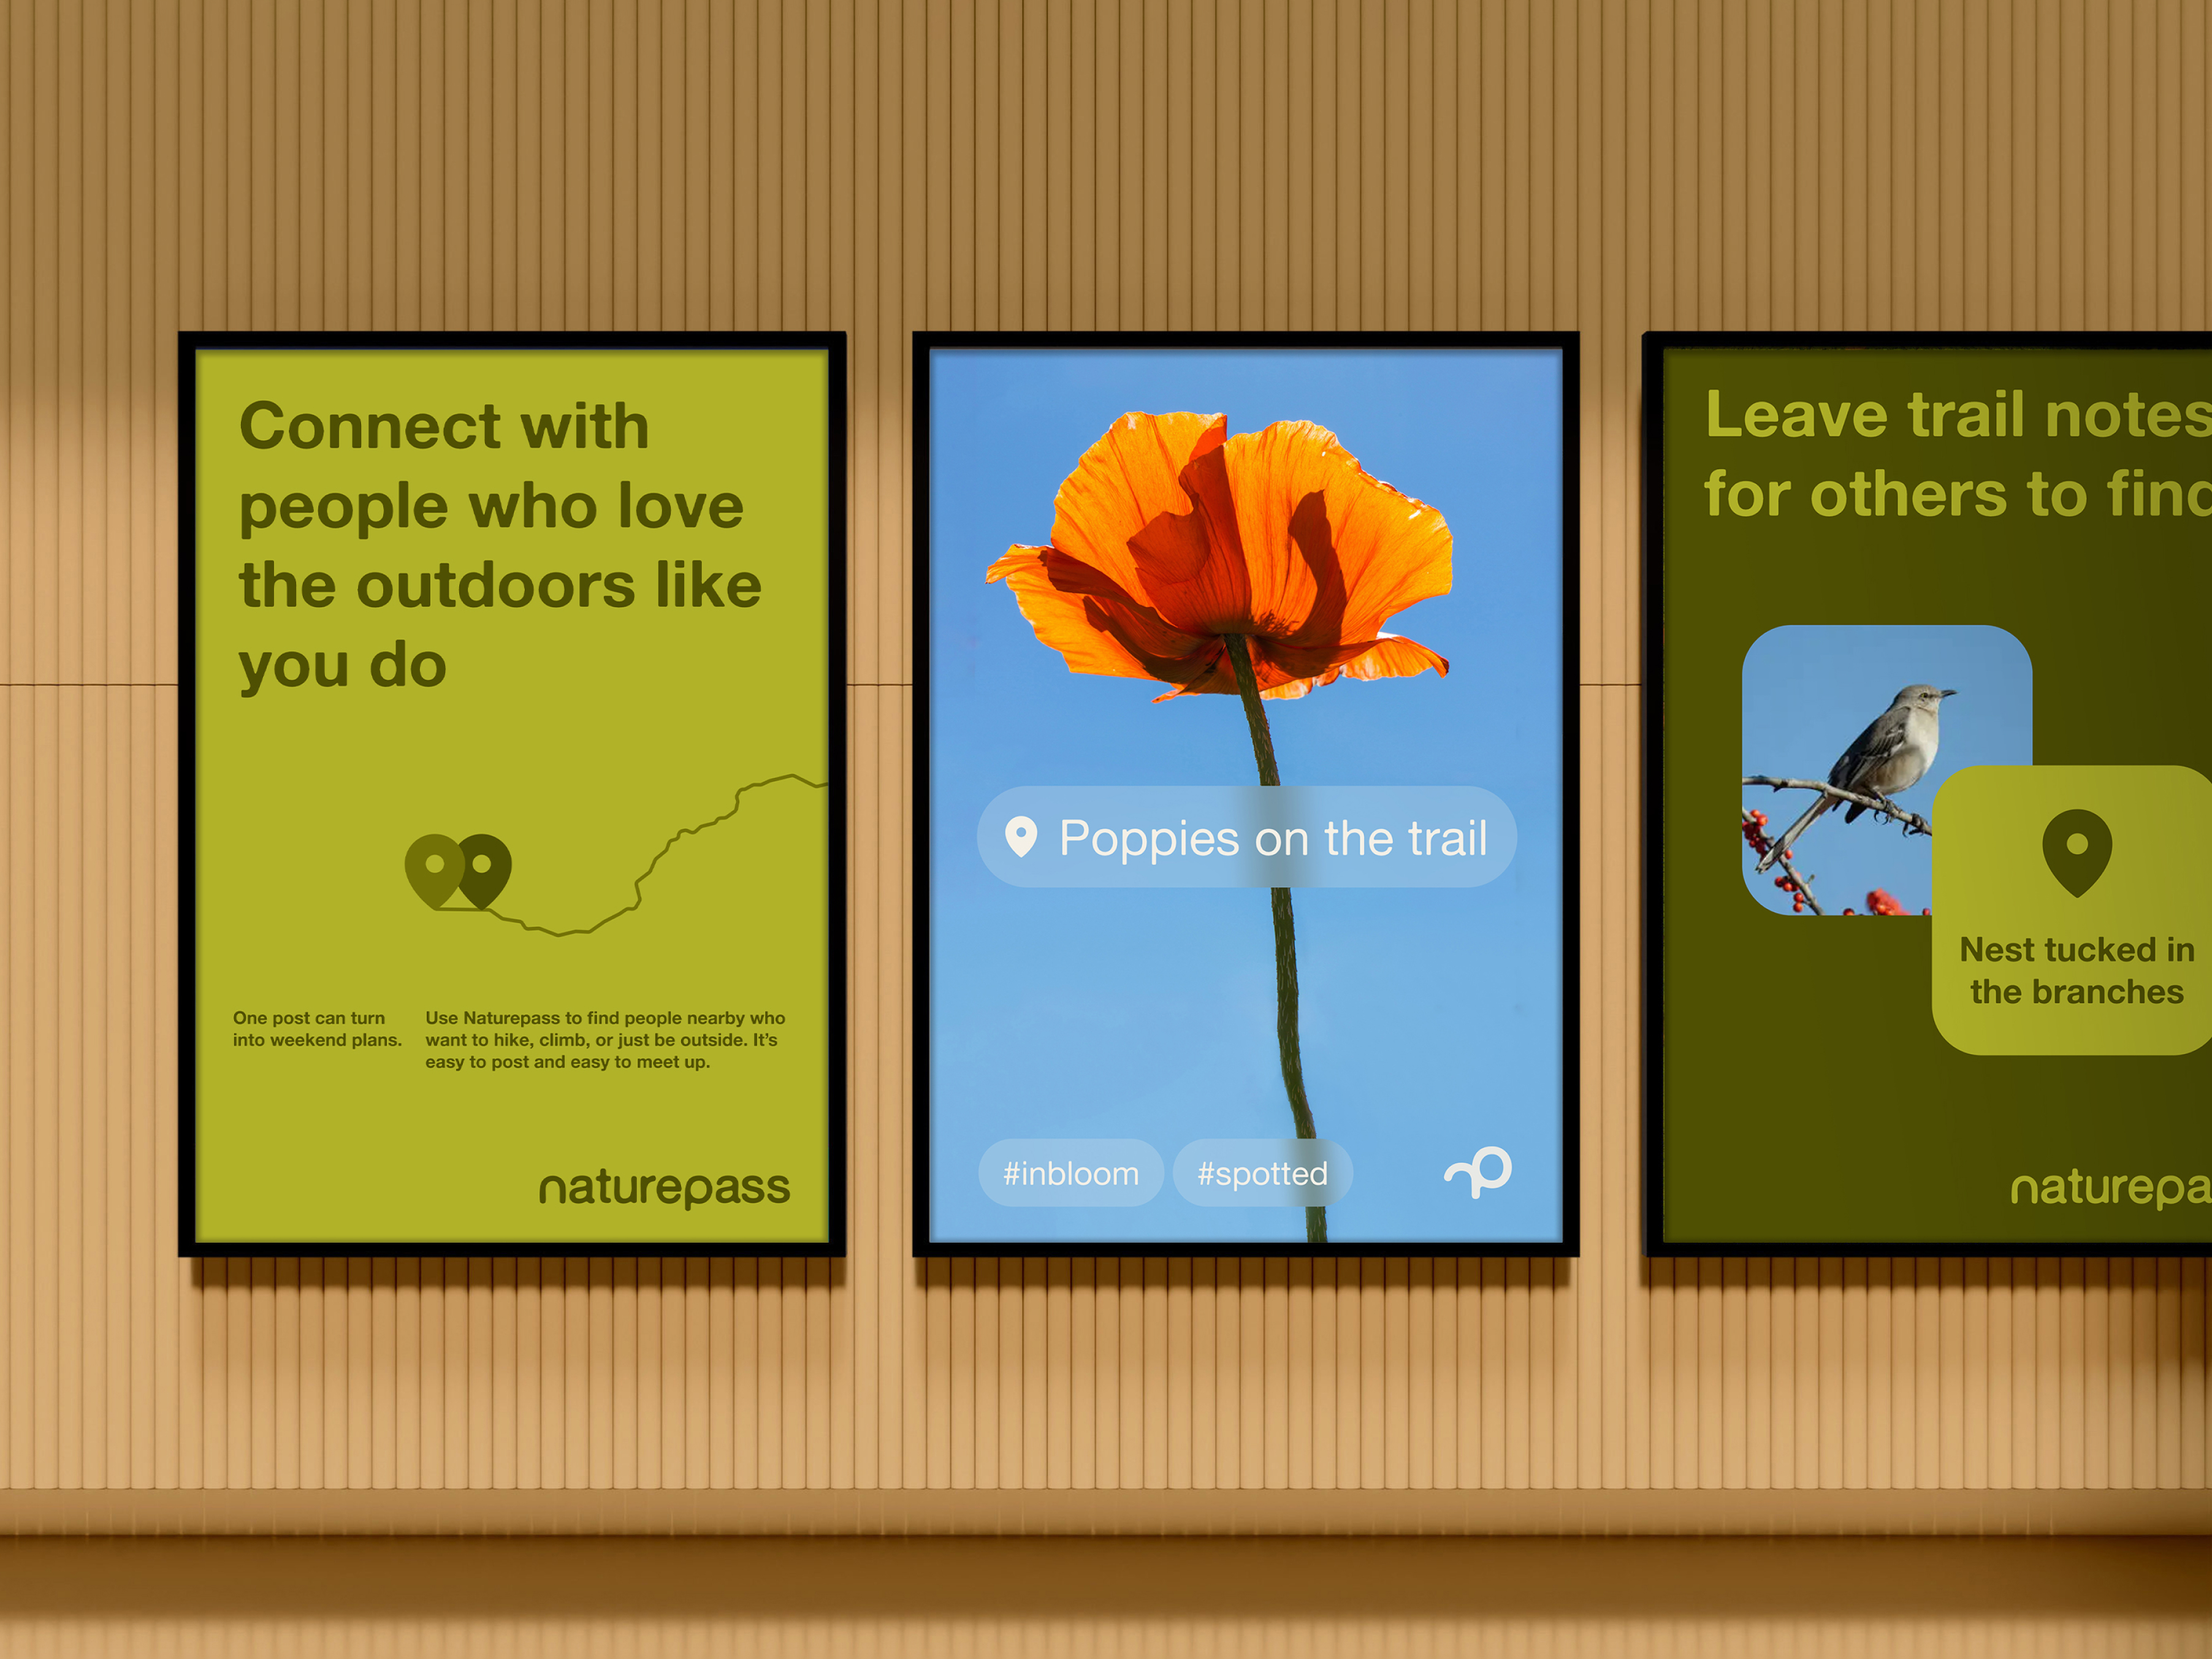 Connect with
people who love
the outdoors like
you do
One post can turn
into weekend plans.
Use Naturepass to find people nearby who
want to hike, climb, or just be outside. It’s
easy to post and easy to meet up.
naturepass
Poppies on the trail
#inbloom
#spotted
Leave trail notes
for others to find
Nest tucked in
the branches
naturepa